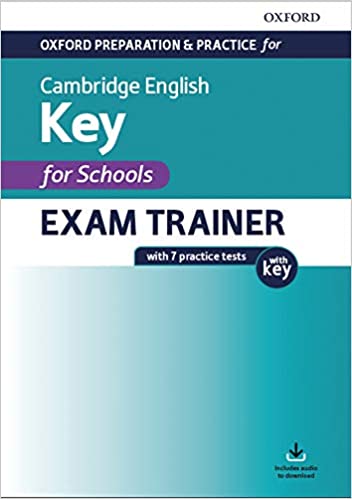 OXFORD
OXFORD PREPARATION & PRACTICE for
Cambridge English
Key
for Schools
EXAM TRAINER
with 7 practice tests
with
key
Includes audio
to download